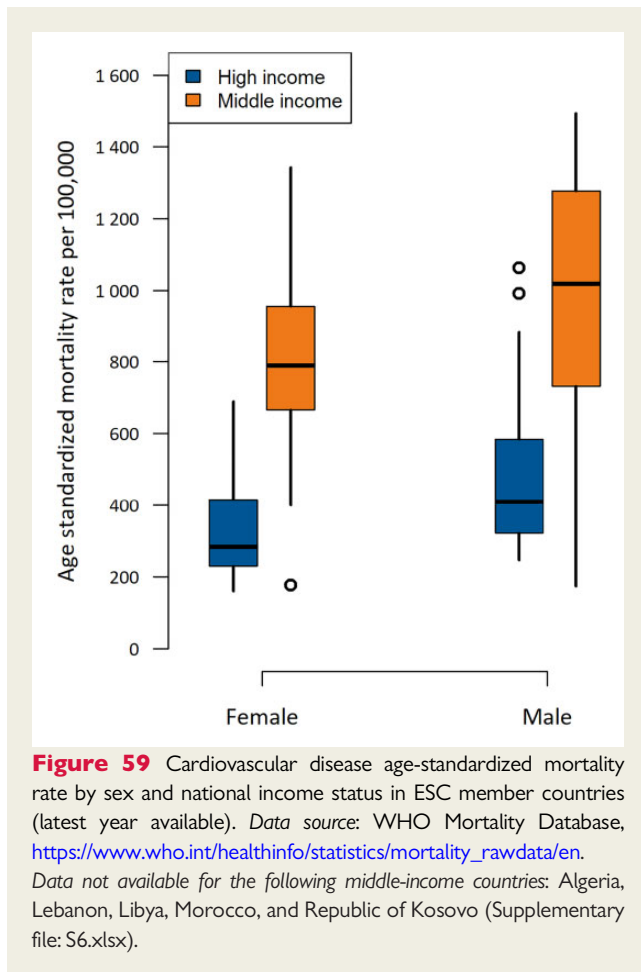 1 600
1 400
1 200
1 000
800
600
400
200
0
Age standardized mortality rate per 100,000
High income
Middle income
Female Male
Figure 59 Cardiovascular disease age-standardized mortality
rate by sex and national income status in ESC member countries
(latest year available). Data source: WHO Mortality Database,
https://www.who.int/healthinfo/statistics/mortality_rawdata/en.
Data not available for the following middle-income countries: Algeria,
Lebanon, Libya, Morocco, and Republic of Kosovo (Supplementary
file: S6.xlsx).